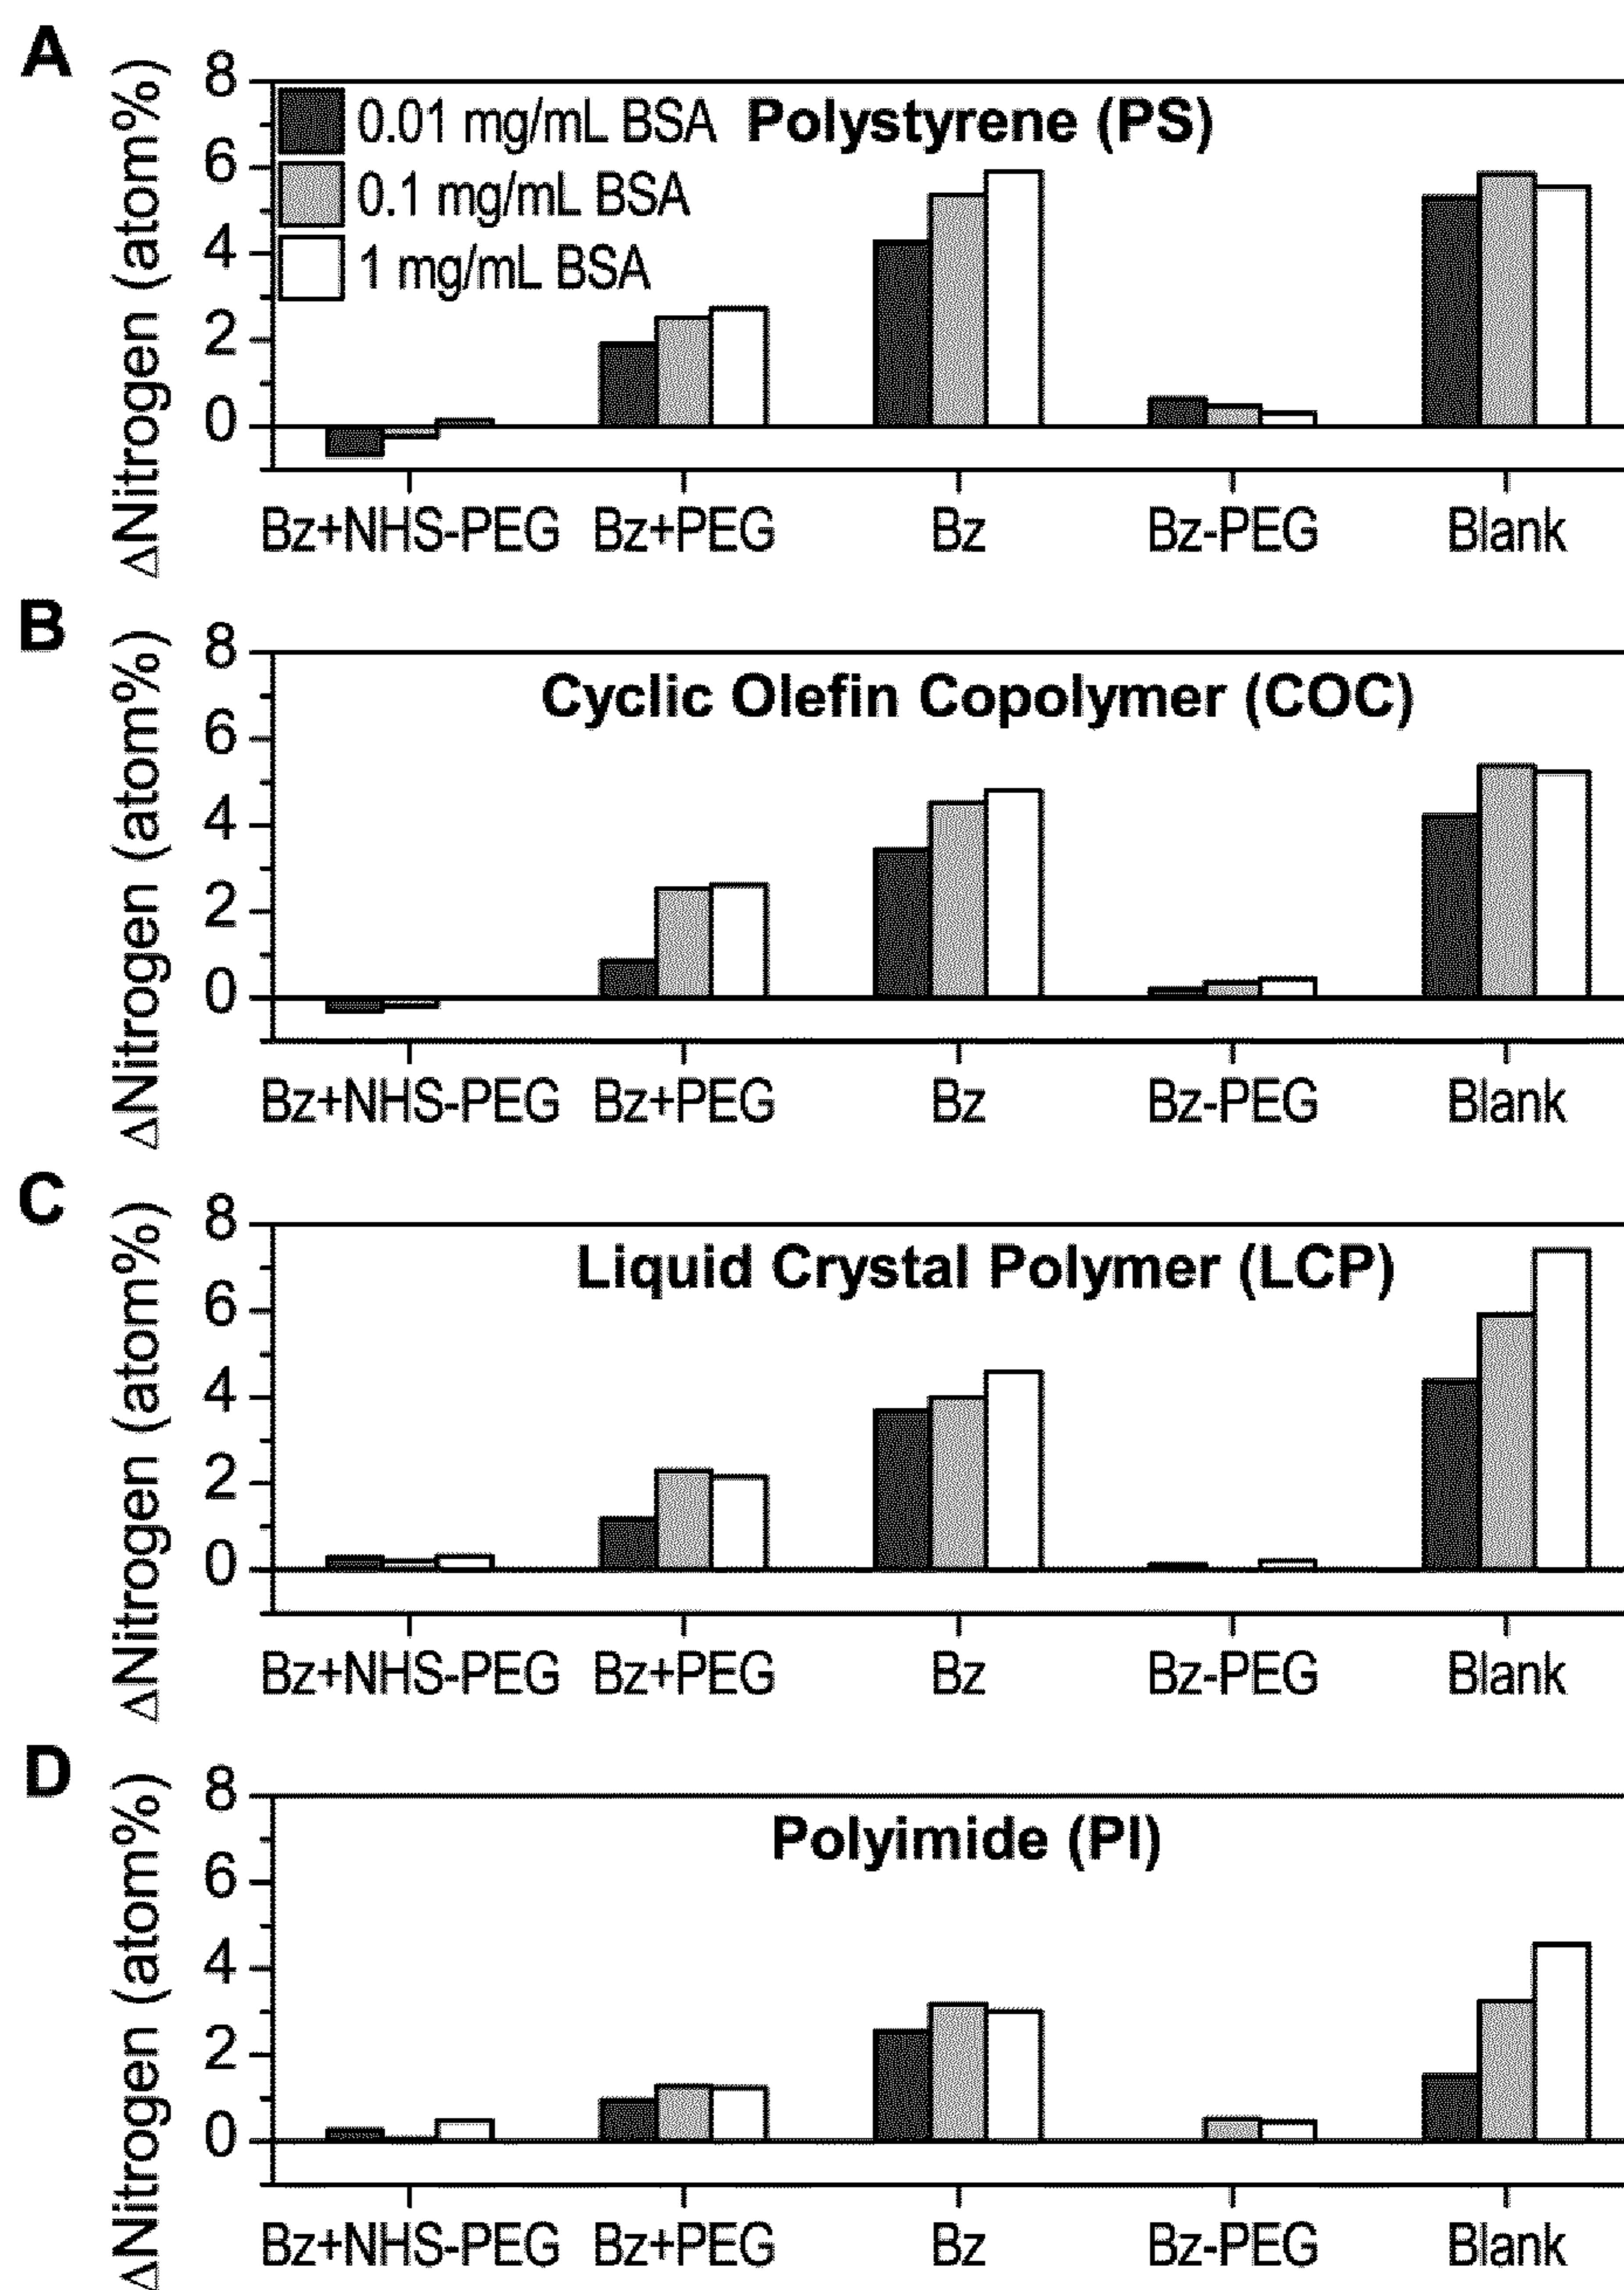 A
ΔNitrogen (atom%)
8
6
4
2
0
0.01 mg/mL BSA
0.1 mg/mL BSA
1 mg/mL BSA
Polystyrene (PS)
Bz+NHS-PEG Bz+PEG Bz Bz-PEG Blank
B
ΔNitrogen (atom%)
8
6
4
2
0
Cyclic Olefin Copolymer (COC)
Bz+NHS-PEG Bz+PEG Bz Bz-PEG Blank
C
ΔNitrogen (atom%)
8
6
4
2
0
Liquid Crystal Polymer (LCP)
Bz+NHS-PEG Bz+PEG Bz Bz-PEG Blank
D
ΔNitrogen (atom%)
8
6
4
2
0
Polyimide (PI)
Bz+NHS-PEG Bz+PEG Bz Bz-PEG Blank